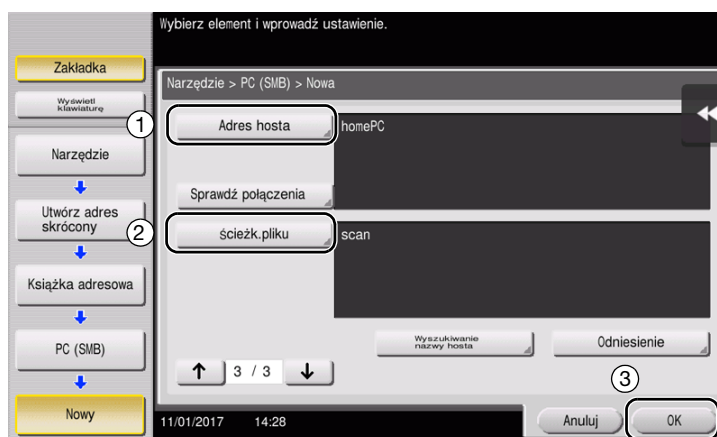 Wybierz element i wprowadź ustawienie.
Zakładka
Wyświetl
klawiaturę
Narzędzie
Utwórz adres
skrócony
Książka adresowa
PC (SMB)
Nowy
Narzędzie > PC (SMB) > Nowa
1
Adres hosta
homePC
Sprawdź połączenia
2
ścieżk.pliku
scan
Wyszukiwanie
nazwy hosta
Odniesienie
↑ 3 / 3 ↓
3
11/01/2017 14:28
Anuluj
OK